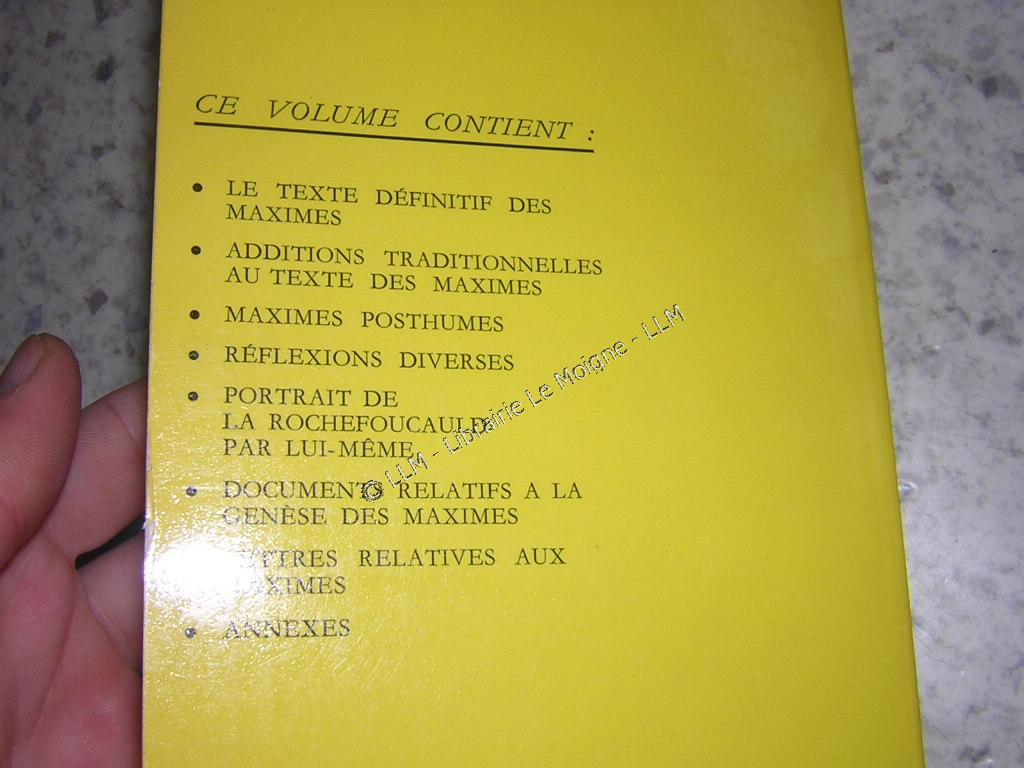 CE VOLUME CONTIENT :
• LE TEXTE DÉFINITIF DES
MAXIMES
• ADDITIONS TRADITIONNELLES
AU TEXTE DES MAXIMES
• MAXIMES POSTHUMES
• RÉFLEXIONS DIVERSES
• PORTRAIT DE
LA ROCHEFOUCAULD
PAR LUI-MÊME,
• DOCUMENTS RELATIFS A LA
GENÈSE DES MAXIMES
LETTRES RELATIVES AUX
MAXIMES
• ANNEXES
© LLM - Librairie Le Moigne - LLM